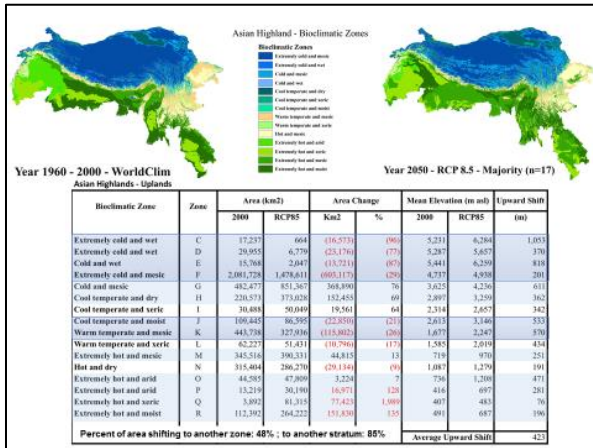 Asian Highland - Bioclimatic Zones
Bioclimatic Zones
Extremely cold and mesic
Extremely cold and wet
Cold and mesic
Cold and wet
Cool temperate and dry
Cool temperate and xeric
Cool temperate and moist
Warm temperate and mesic
Warm temperate and xeric
Hot and mesic
Extremely hot and arid
Extremely hot and xeric
Extremely hot and mesic
Extremely hot and moist
Year 1960 - 2000 - WorldClim
Year 2050 - RCP 8.5 - Majority (n=17)
Asian Highlands - Uplands
Bioclimatic Zone Zone Area (km2) Area Change Mean Elevation (m asl) Upward Shift
2000 RCP85 Km2 % 2000 RCP85 (m)
Extremely cold and wet C 17,237 664 (16,573) (96) 5,231 6,284 1,053
Extremely cold and wet D 29,955 6,779 (23,176) (77) 5,287 5,657 370
Cold and wet E 15,768 2,047 (13,721) (87) 5,441 6,259 818
Extremely cold and mesic F 2,081,728 1,478,611 (603,117) (29) 4,737 4,938 201
Cold and mesic G 482,477 851,367 368,890 76 3,625 4,236 611
Cool temperate and dry H 220,573 373,028 152,455 69 2,897 3,259 362
Cool temperate and xeric I 30,488 50,049 19,561 64 2,314 2,657 342
Cool temperate and moist J 109,445 86,595 (22,850) (21) 2,613 3,146 533
Warm temperate and mesic K 443,738 327,936 (115,802) (26) 1,677 2,247 570
Warm temperate and xeric L 62,227 51,431 (10,796) (17) 1,585 2,019 434
Extremely hot and mesic M 345,516 390,331 44,815 13 719 970 251
Hot and dry N 315,404 286,270 (29,134) (9) 1,087 1,279 191
Extremely hot and arid O 44,585 47,809 3,224 7 736 1,208 471
Extremely hot and arid P 13,219 30,190 16,971 128 416 697 281
Extremely hot and xeric Q 3,892 81,315 77,423 1,989 407 483 76
Extremely hot and moist R 112,392 264,222 151,830 135 491 687 196
Percent of area shifting to another zone: 48% ; to another stratum: 85%
Average Upward Shift 423